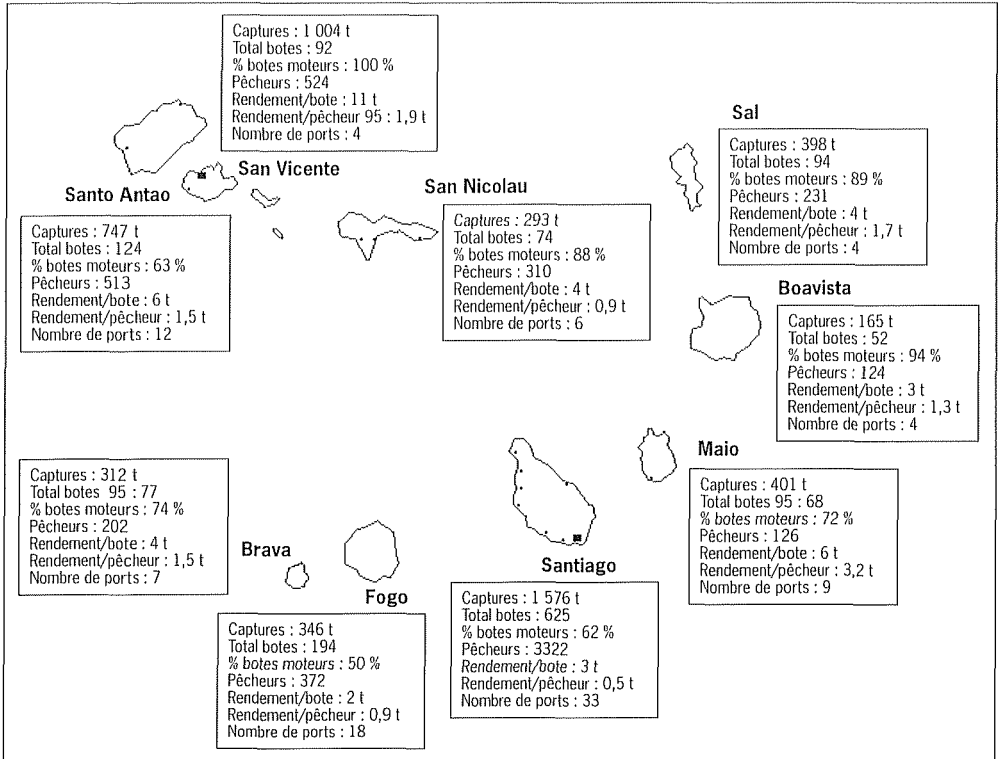 Captures : 1 004 t
Total botes : 92
% botes moteurs : 100 %
Pêcheurs : 524
Rendement/bote : 11 t
Rendement/pêcheur 95 : 1,9 t
Nombre de ports : 4
San Vicente
Santo Antao
Captures : 747 t
Total botes : 124
% botes moteurs : 63 %
Pêcheurs : 513
Rendement/bote : 6 t
Rendement/pêcheur : 1,5 t
Nombre de ports : 12
San Nicolau
Captures : 293 t
Total botes : 74
% botes moteurs : 88 %
Pêcheurs : 310
Rendement/bote : 4 t
Rendement/pêcheur : 0,9 t
Nombre de ports : 6
Sal
Captures : 398 t
Total botes : 94
% botes moteurs : 89 %
Pêcheurs : 231
Rendement/bote : 4 t
Rendement/pêcheur : 1,7 t
Nombre de ports : 4
Boavista
Captures : 165 t
Total botes : 52
% botes moteurs : 94 %
Pêcheurs : 124
Rendement/bote : 3 t
Rendement/pêcheur : 1,3 t
Nombre de ports : 4
Maio
Captures : 401 t
Total botes 95 : 68
% botes moteurs : 72 %
Pêcheurs : 126
Rendement/bote : 6 t
Rendement/pêcheur : 3,2 t
Nombre de ports : 9
Captures : 312 t
Total botes 95 : 77
% botes moteurs : 74 %
Pêcheurs : 202
Rendement/bote : 4 t
Rendement/pêcheur : 1,5 t
Nombre de ports : 7
Brava
Fogo
Captures : 346 t
Total botes : 194
% botes moteurs : 50 %
Pêcheurs : 372
Rendement/bote : 2 t
Rendement/pêcheur : 0,9 t
Nombre de ports : 18
Santiago
Captures : 1 576 t
Total botes : 625
% botes moteurs : 62 %
Pêcheurs : 3322
Rendement/bote : 3 t
Rendement/pêcheur : 0,5 t
Nombre de ports : 33